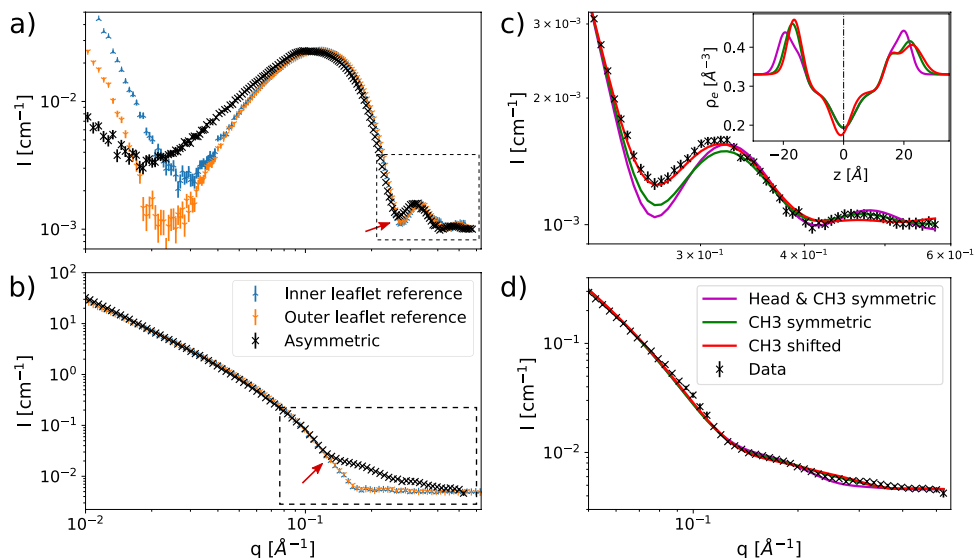 a)
I [cm⁻¹]
10⁻²
10⁻³
b)
I [cm⁻¹]
10²
10¹
10⁰
10⁻¹
10⁻²
Inner leaflet reference
Outer leaflet reference
Asymmetric
10⁻²
10⁻¹
q [Å⁻¹]
c)
I [cm⁻¹]
3 × 10⁻³
2 × 10⁻³
10⁻³
ρₑ [Å⁻³]
0.4
0.3
0.2
−20
0
20
z [Å]
3 × 10⁻¹
4 × 10⁻¹
6 × 10⁻¹
d)
I [cm⁻¹]
10⁻¹
10⁻²
Head & CH3 symmetric
CH3 symmetric
CH3 shifted
Data
10⁻¹
q [Å⁻¹]